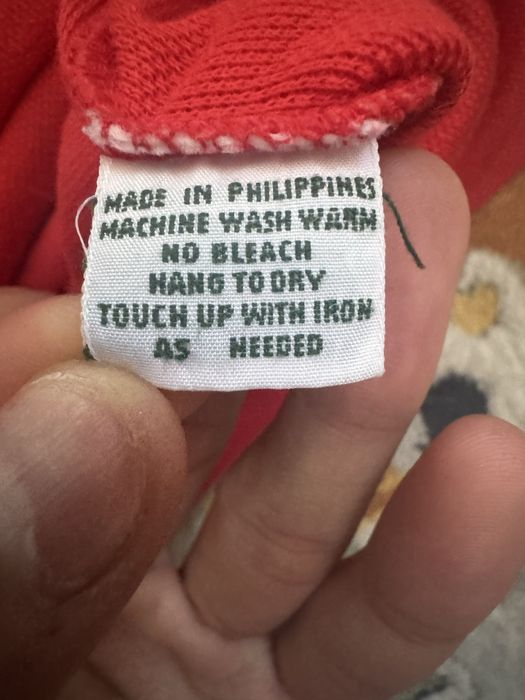 MADE IN PHILIPPINES
MACHINE WASH WARM
NO BLEACH
HANG TO DRY
TOUCH UP WITH IRON
AS NEEDED